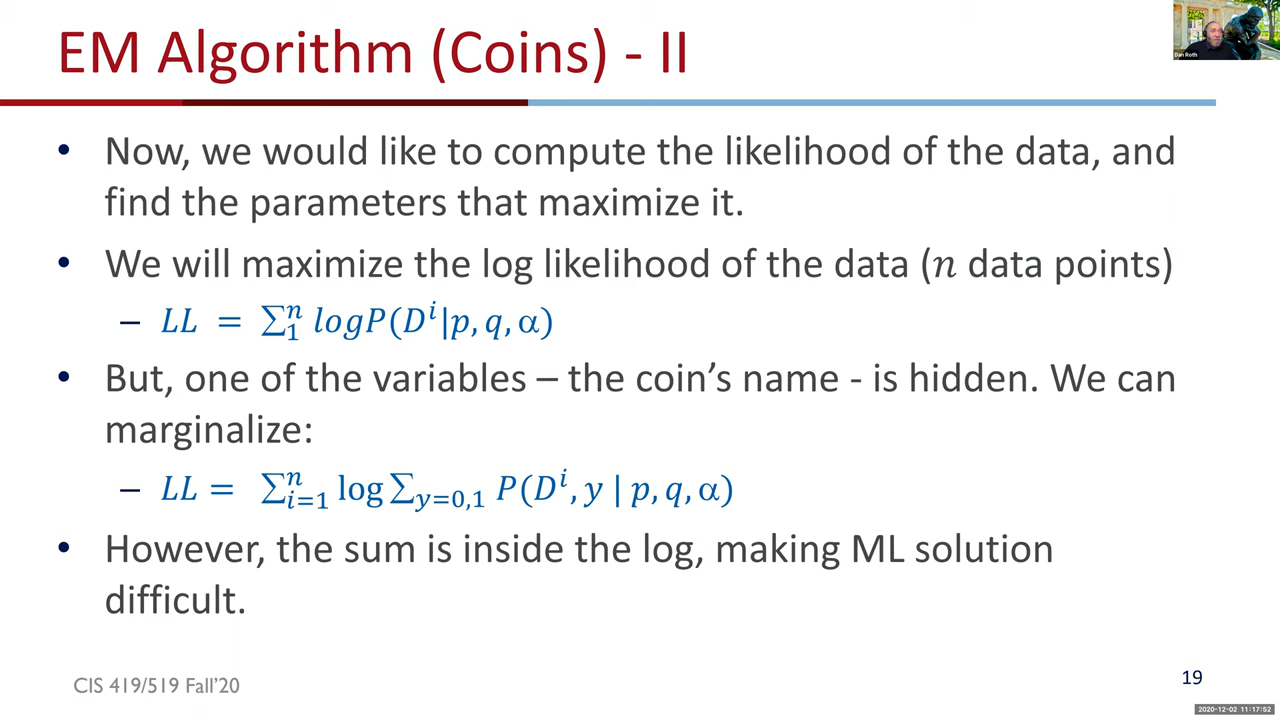 EM Algorithm (Coins) - II
Dan Roth
• Now, we would like to compute the likelihood of the data, and
find the parameters that maximize it.
• We will maximize the log likelihood of the data (𝑛 data points)
– 𝐿𝐿 = ∑₁ⁿ 𝑙𝑜𝑔𝑃(𝐷ⁱ|𝑝, 𝑞, α)
• But, one of the variables – the coin’s name - is hidden. We can
marginalize:
– 𝐿𝐿 = ∑ᵢ₌₁ⁿ log ∑_{y=0,1} 𝑃(𝐷ⁱ, 𝑦 | 𝑝, 𝑞, α)
• However, the sum is inside the log, making ML solution
difficult.
CIS 419/519 Fall’20
19
2020-12-02 11:17:52